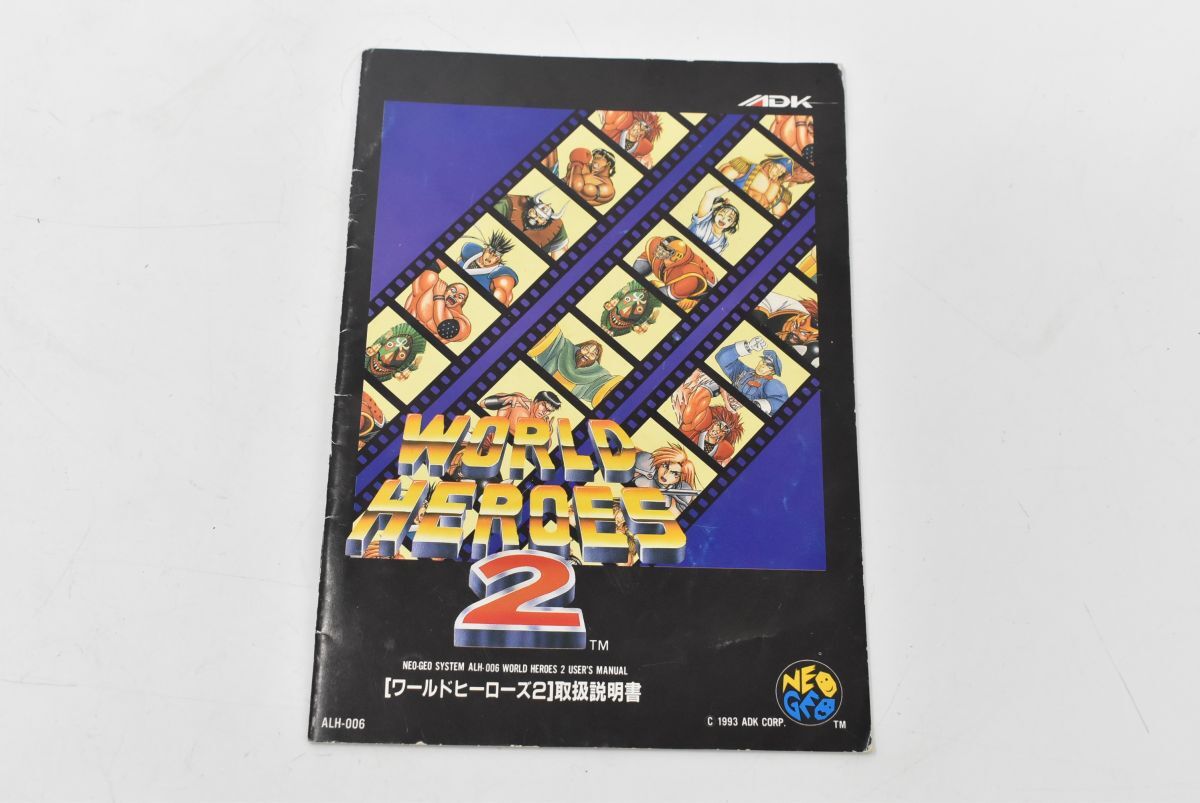 ADK
WORLD
HEROES
2
TM
NEO-GEO SYSTEM ALH-006 WORLD HEROES 2 USER'S MANUAL
[ワールドヒーローズ2]取扱説明書
ALH-006
C 1993 ADK CORP.
NEO
GEO
TM